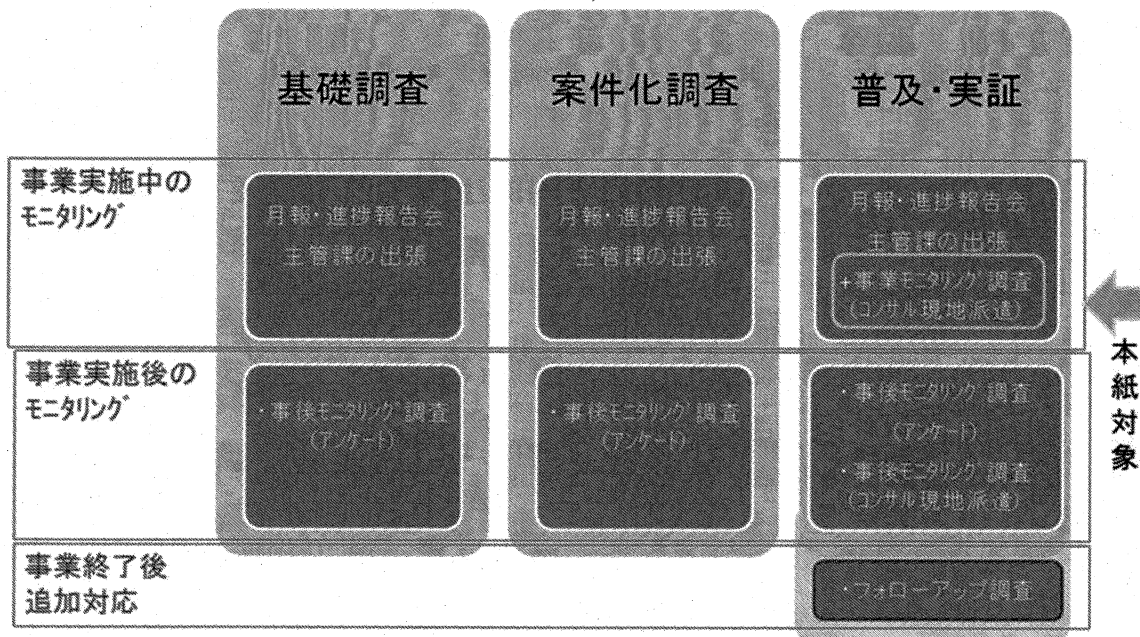 基礎調査
案件化調査
普及・実証
事業実施中の
モニタリング
月報・進捗報告会
主管課の出張
月報・進捗報告会
主管課の出張
月報・進捗報告会
主管課の出張
+事業モニタリング調査
(コンサル現地派遣)
本紙対象
事業実施後の
モニタリング
・事後モニタリング調査
(アンケート)
・事後モニタリング調査
(アンケート)
・事後モニタリング調査
(アンケート)
・事後モニタリング調査
(コンサル現地派遣)
事業終了後
追加対応
・フォローアップ調査